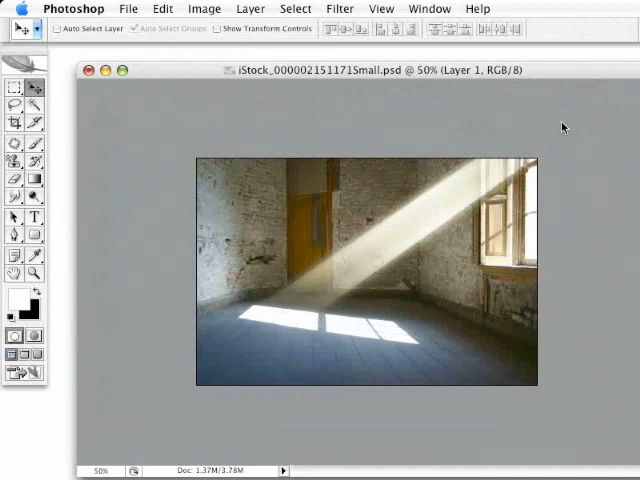 Photoshop File Edit Image Layer Select Filter View Window Help
Auto Select Layer Auto Select Groups Show Transform Controls
iStock_000002151171Small.psd @ 50% (Layer 1, RGB/8)
T
50% Doc: 1.37M/3.78M